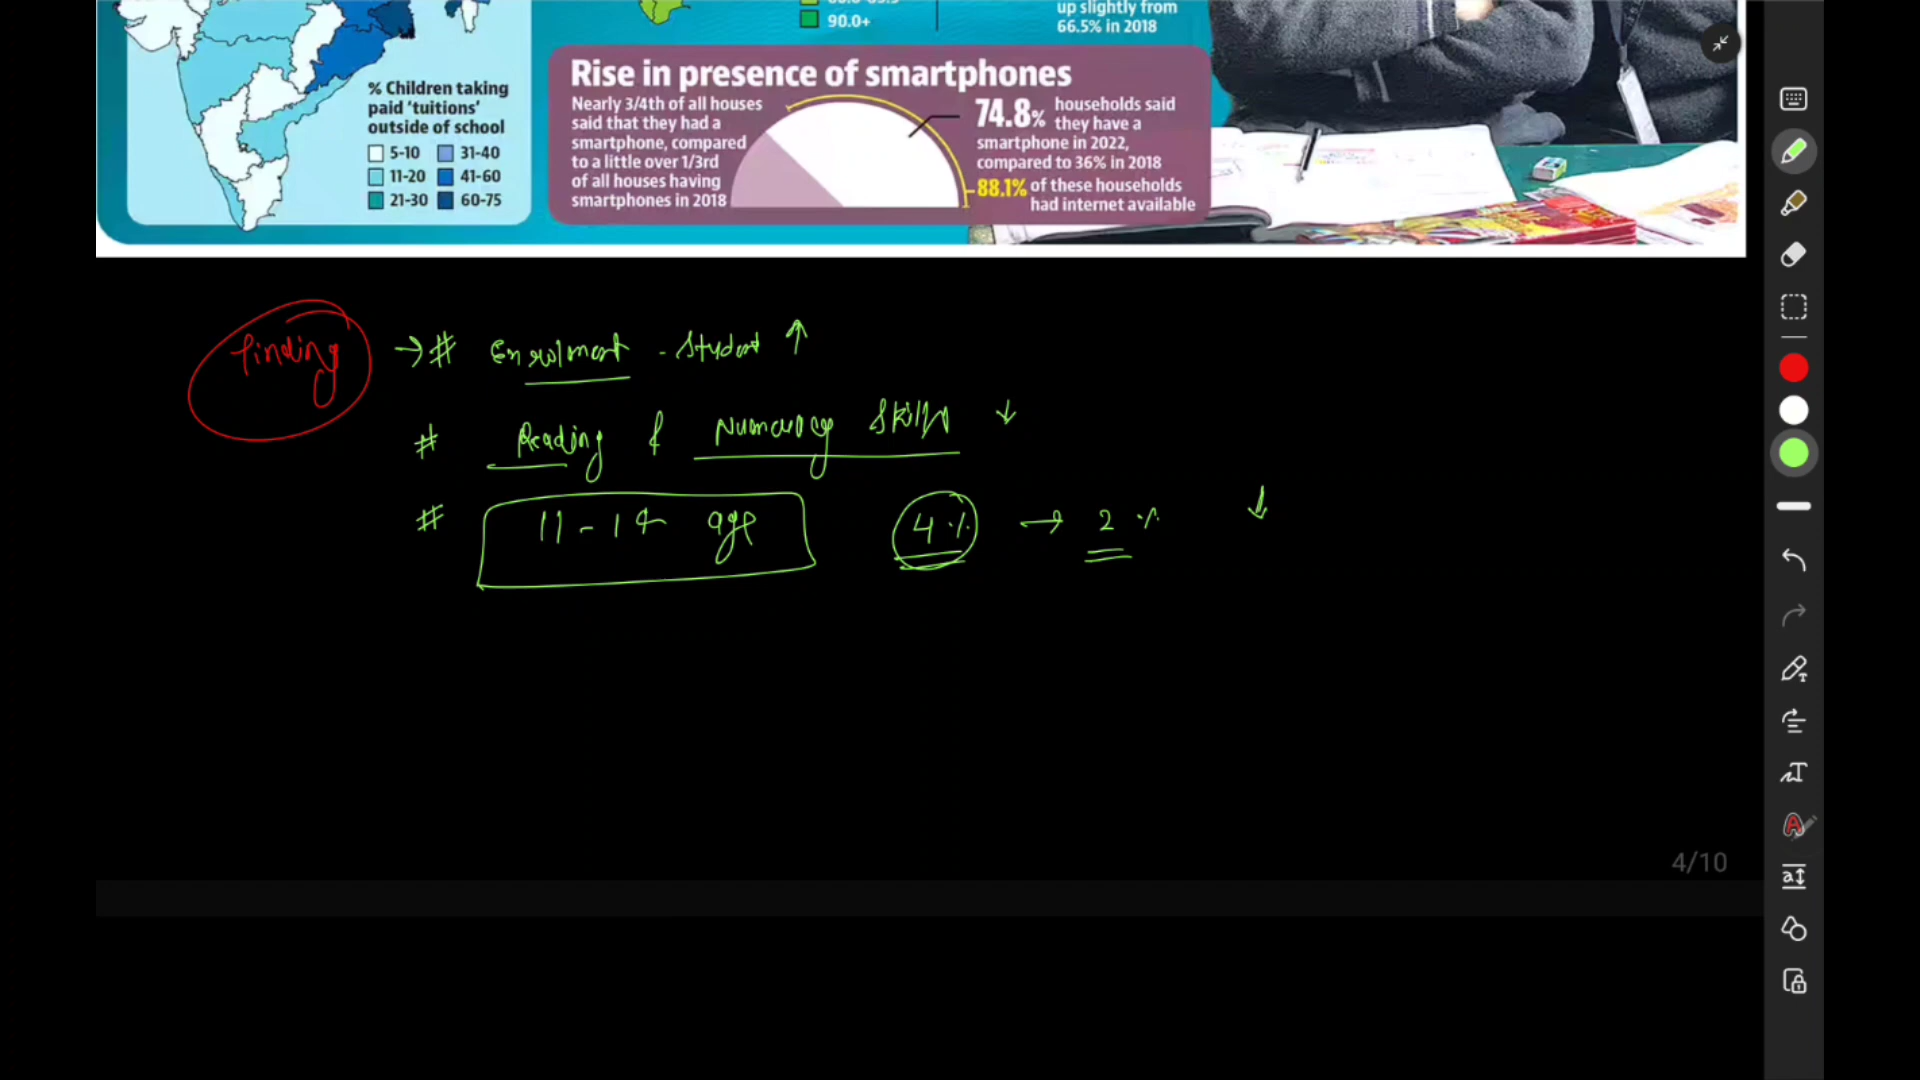 90.0+
up slightly from
66.5% in 2018
% Children taking
paid 'tuitions'
outside of school
5-10 31-40
11-20 41-60
21-30 60-75
Rise in presence of smartphones
Nearly 3/4th of all houses
said that they had a
smartphone, compared
to a little over 1/3rd
of all houses having
smartphones in 2018
74.8% households said
they have a
smartphone in 2022,
compared to 36% in 2018
88.1% of these households
had internet available
finding → # Enrolment - Student ↑
# Reading & Numeracy Skills ↓
# 11-14 age 4% → 2% ↓
4/10